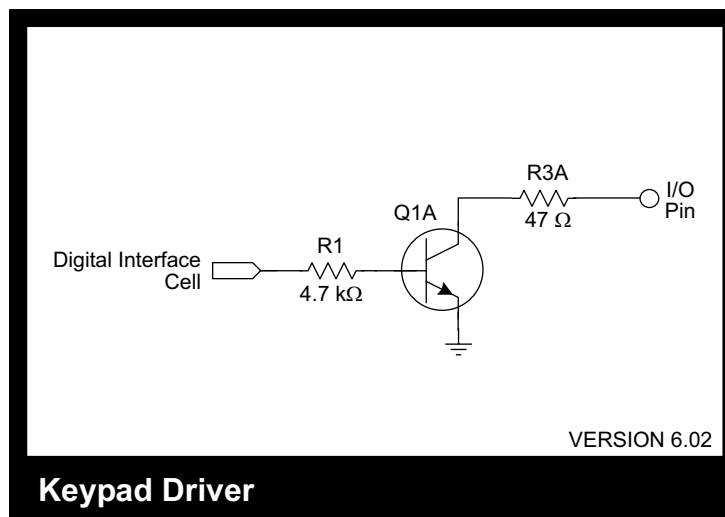 R3A
I/O
Pin
47 Ω
Q1A
R1
Digital Interface
Cell
4.7 kΩ
VERSION 6.02
Keypad Driver